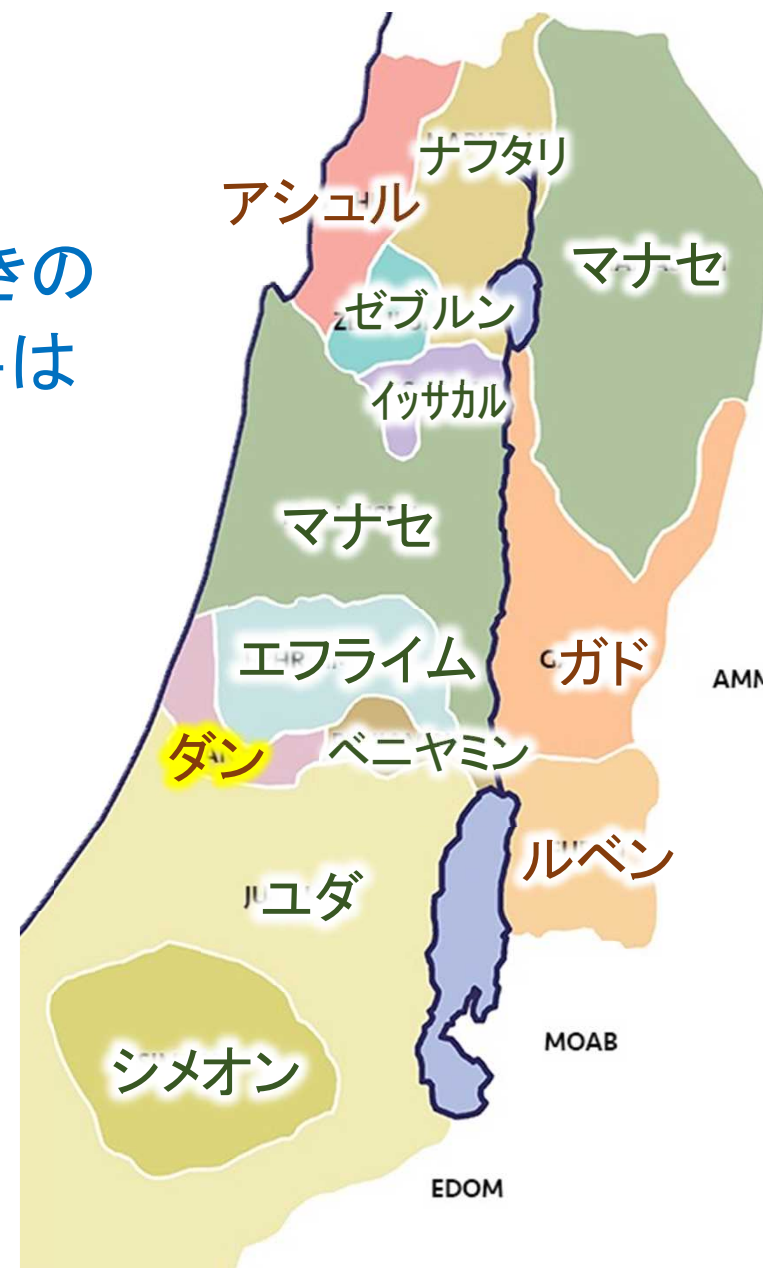 ナフタリ
アシュル
きの
マナセ
は
ゼブルン
イッサカル
マナセ
エフライム
ガド
AMM
ダン
ベニヤミン
ルベン
ユダ
シメオン
MOAB
EDOM